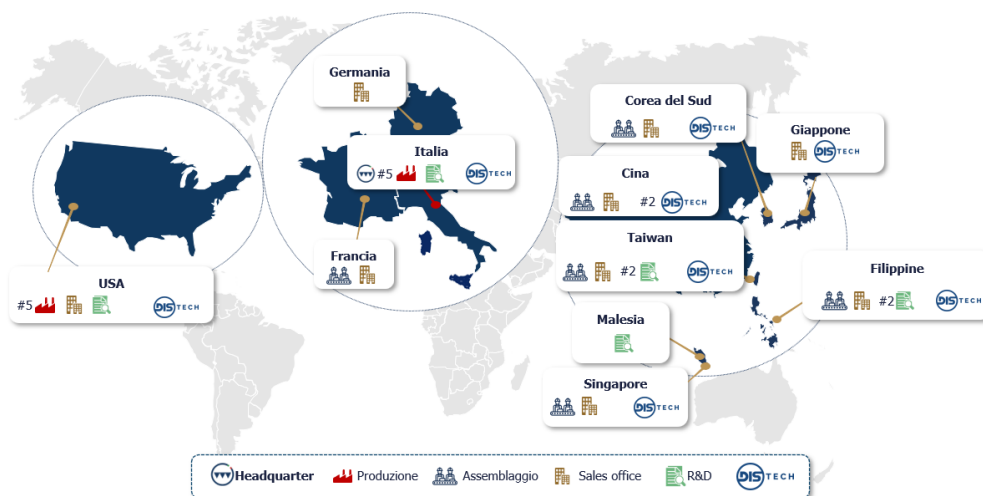 Germania
Italia
#5
DIS TECH
Francia
USA
#5
DIS TECH
Corea del Sud
DIS TECH
Giappone
DIS TECH
Cina
#2 DIS TECH
Taiwan
#2
DIS TECH
Filippine
#2
DIS TECH
Malesia
Singapore
DIS TECH
Headquarter
Produzione
Assemblaggio
Sales office
R&D
DIS TECH